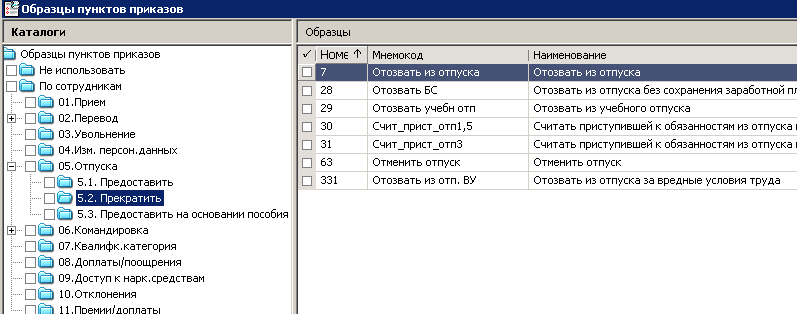 Образцы пунктов приказов
Каталоги
Образцы пунктов приказов
Не использовать
По сотрудникам
01.Прием
02.Перевод
03.Увольнение
04.Изм. персон.данных
05.Отпуска
5.1. Предоставить
5.2. Прекратить
5.3. Предоставить на основании пособия
06.Командировка
07.Квалифк.категория
08.Доплаты/поощрения
09.Доступ к нарк.средствам
10.Отклонения
11.Премии/доплаты
Образцы
Номе Мнемокод Наименование
7 Отозвать из отпуска Отозвать из отпуска
28 Отозвать БС Отозвать из отпуска без сохранения заработной пл
29 Отозвать учебн отп Отозвать из учебного отпуска
30 Счит_прист_отп1,5 Считать приступившей к обязанностям из отпуска
31 Счит_прист_отп3 Считать приступившей к обязанностям из отпуска
63 Отменить отпуск Отменить отпуск
331 Отозвать из отп. ВУ Отозвать из отпуска за вредные условия труда